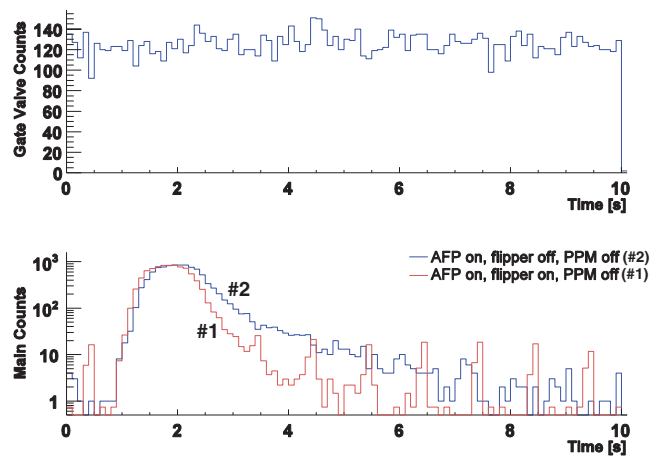 Gate Valve Counts
140
120
100
80
60
40
20
0
0 2 4 6 8 10
Time [s]
Main Counts
10³
10²
10
1
AFP on, flipper off, PPM off (#2)
AFP on, flipper on, PPM off (#1)
#2
#1
0 2 4 6 8 10
Time [s]